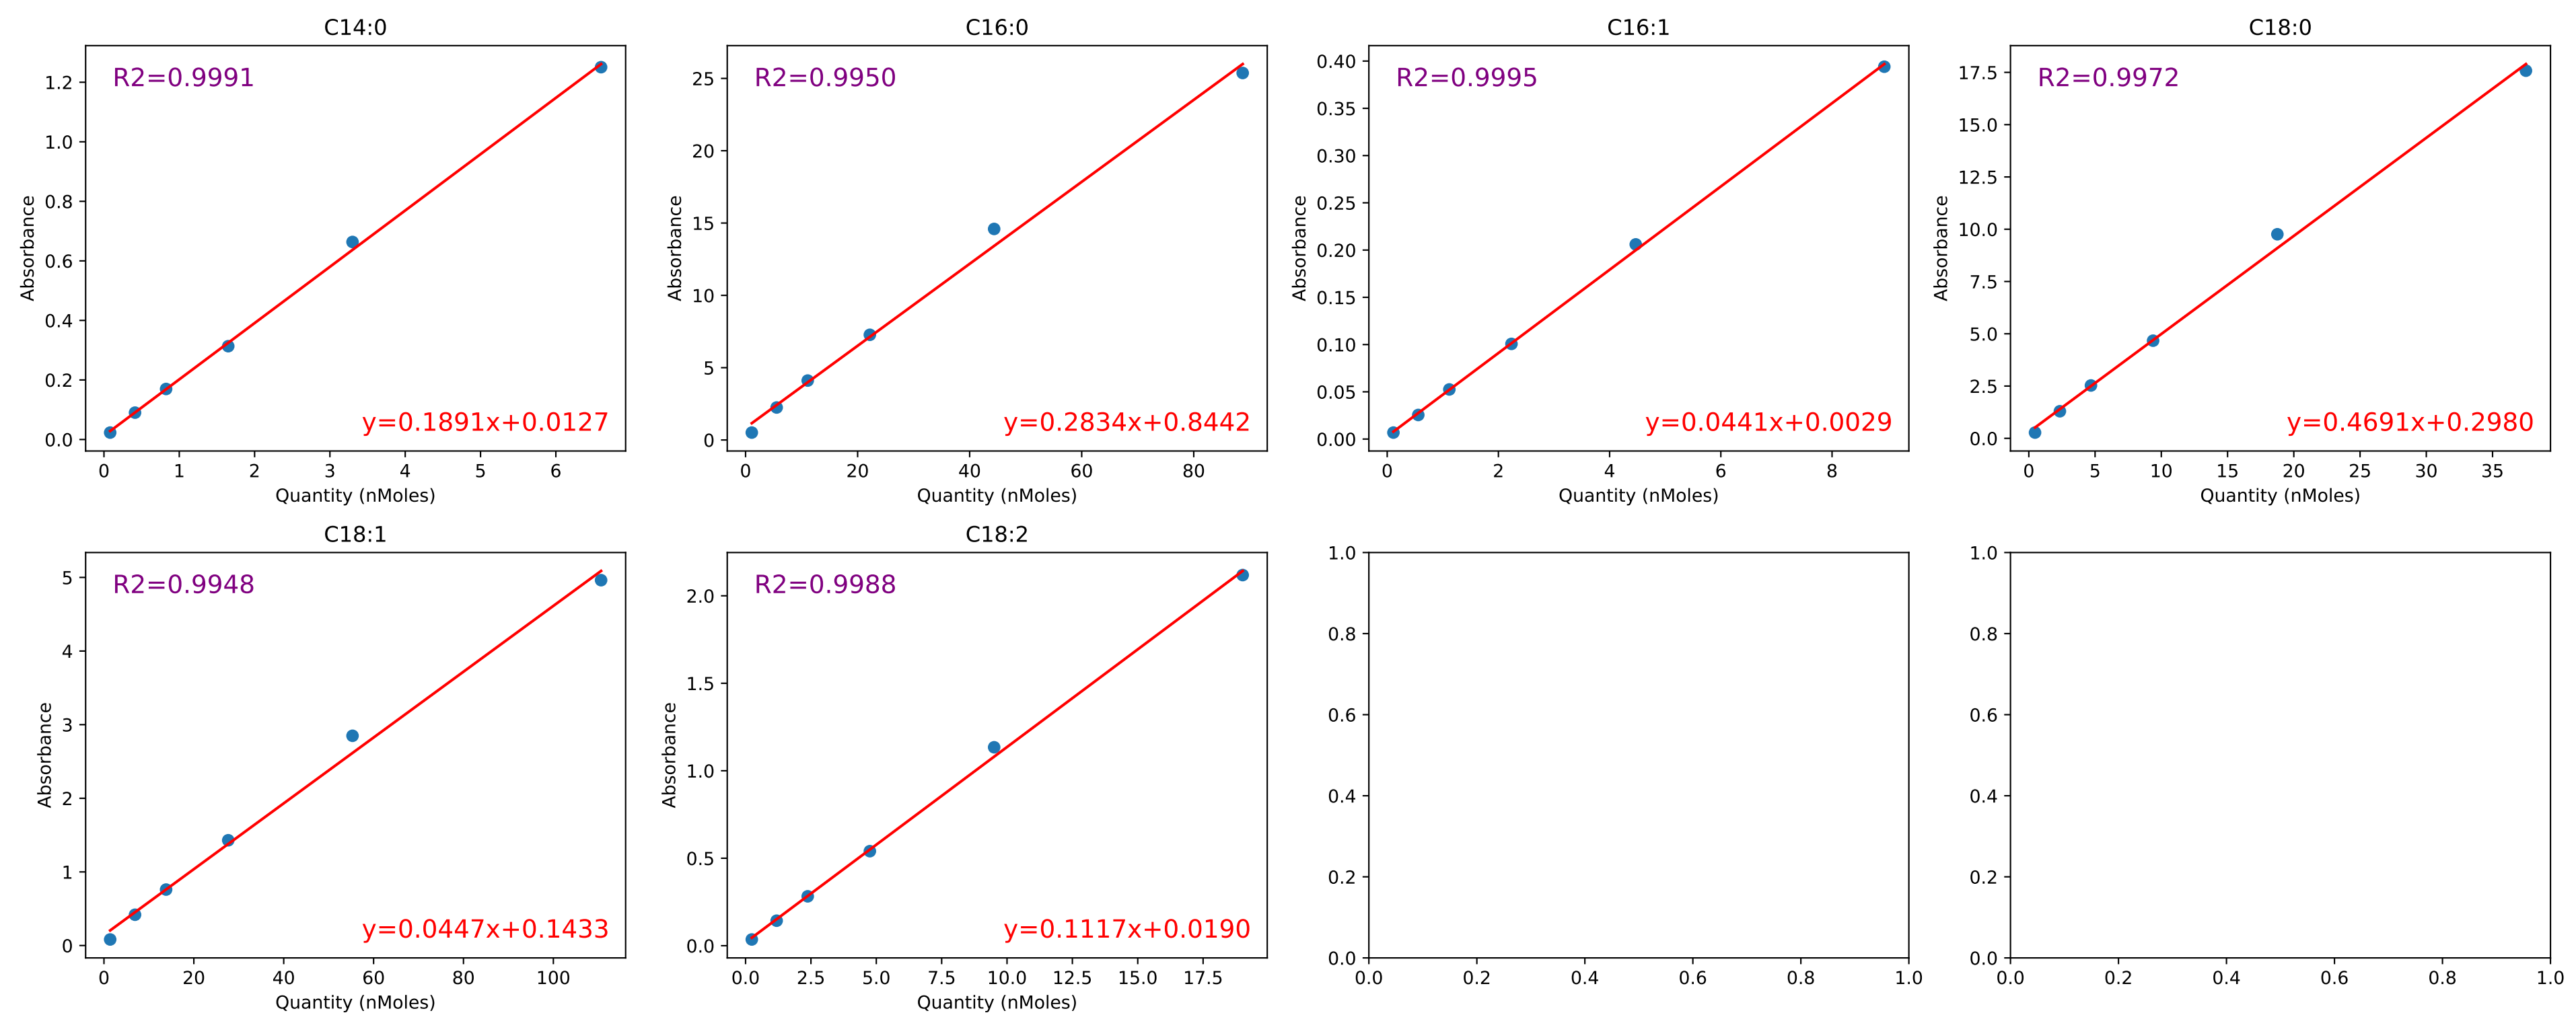 C14:0
R2=0.9991
1.2
1.0
0.8
0.6
0.4
0.2
0.0
Absorbance
y=0.1891x+0.0127
0 1 2 3 4 5 6
Quantity (nMoles)
C16:0
R2=0.9950
25
20
15
10
5
0
Absorbance
y=0.2834x+0.8442
0 20 40 60 80
Quantity (nMoles)
C16:1
R2=0.9995
0.40
0.35
0.30
0.25
0.20
0.15
0.10
0.05
0.00
Absorbance
y=0.0441x+0.0029
0 2 4 6 8
Quantity (nMoles)
C18:0
R2=0.9972
17.5
15.0
12.5
10.0
7.5
5.0
2.5
0.0
Absorbance
y=0.4691x+0.2980
0 5 10 15 20 25 30 35
Quantity (nMoles)
C18:1
R2=0.9948
5
4
3
2
1
0
Absorbance
y=0.0447x+0.1433
0 20 40 60 80 100
Quantity (nMoles)
C18:2
R2=0.9988
2.0
1.5
1.0
0.5
0.0
Absorbance
y=0.1117x+0.0190
0.0 2.5 5.0 7.5 10.0 12.5 15.0 17.5
Quantity (nMoles)
1.0
0.8
0.6
0.4
0.2
0.0
0.0 0.2 0.4 0.6 0.8 1.0
1.0
0.8
0.6
0.4
0.2
0.0
0.0 0.2 0.4 0.6 0.8 1.0